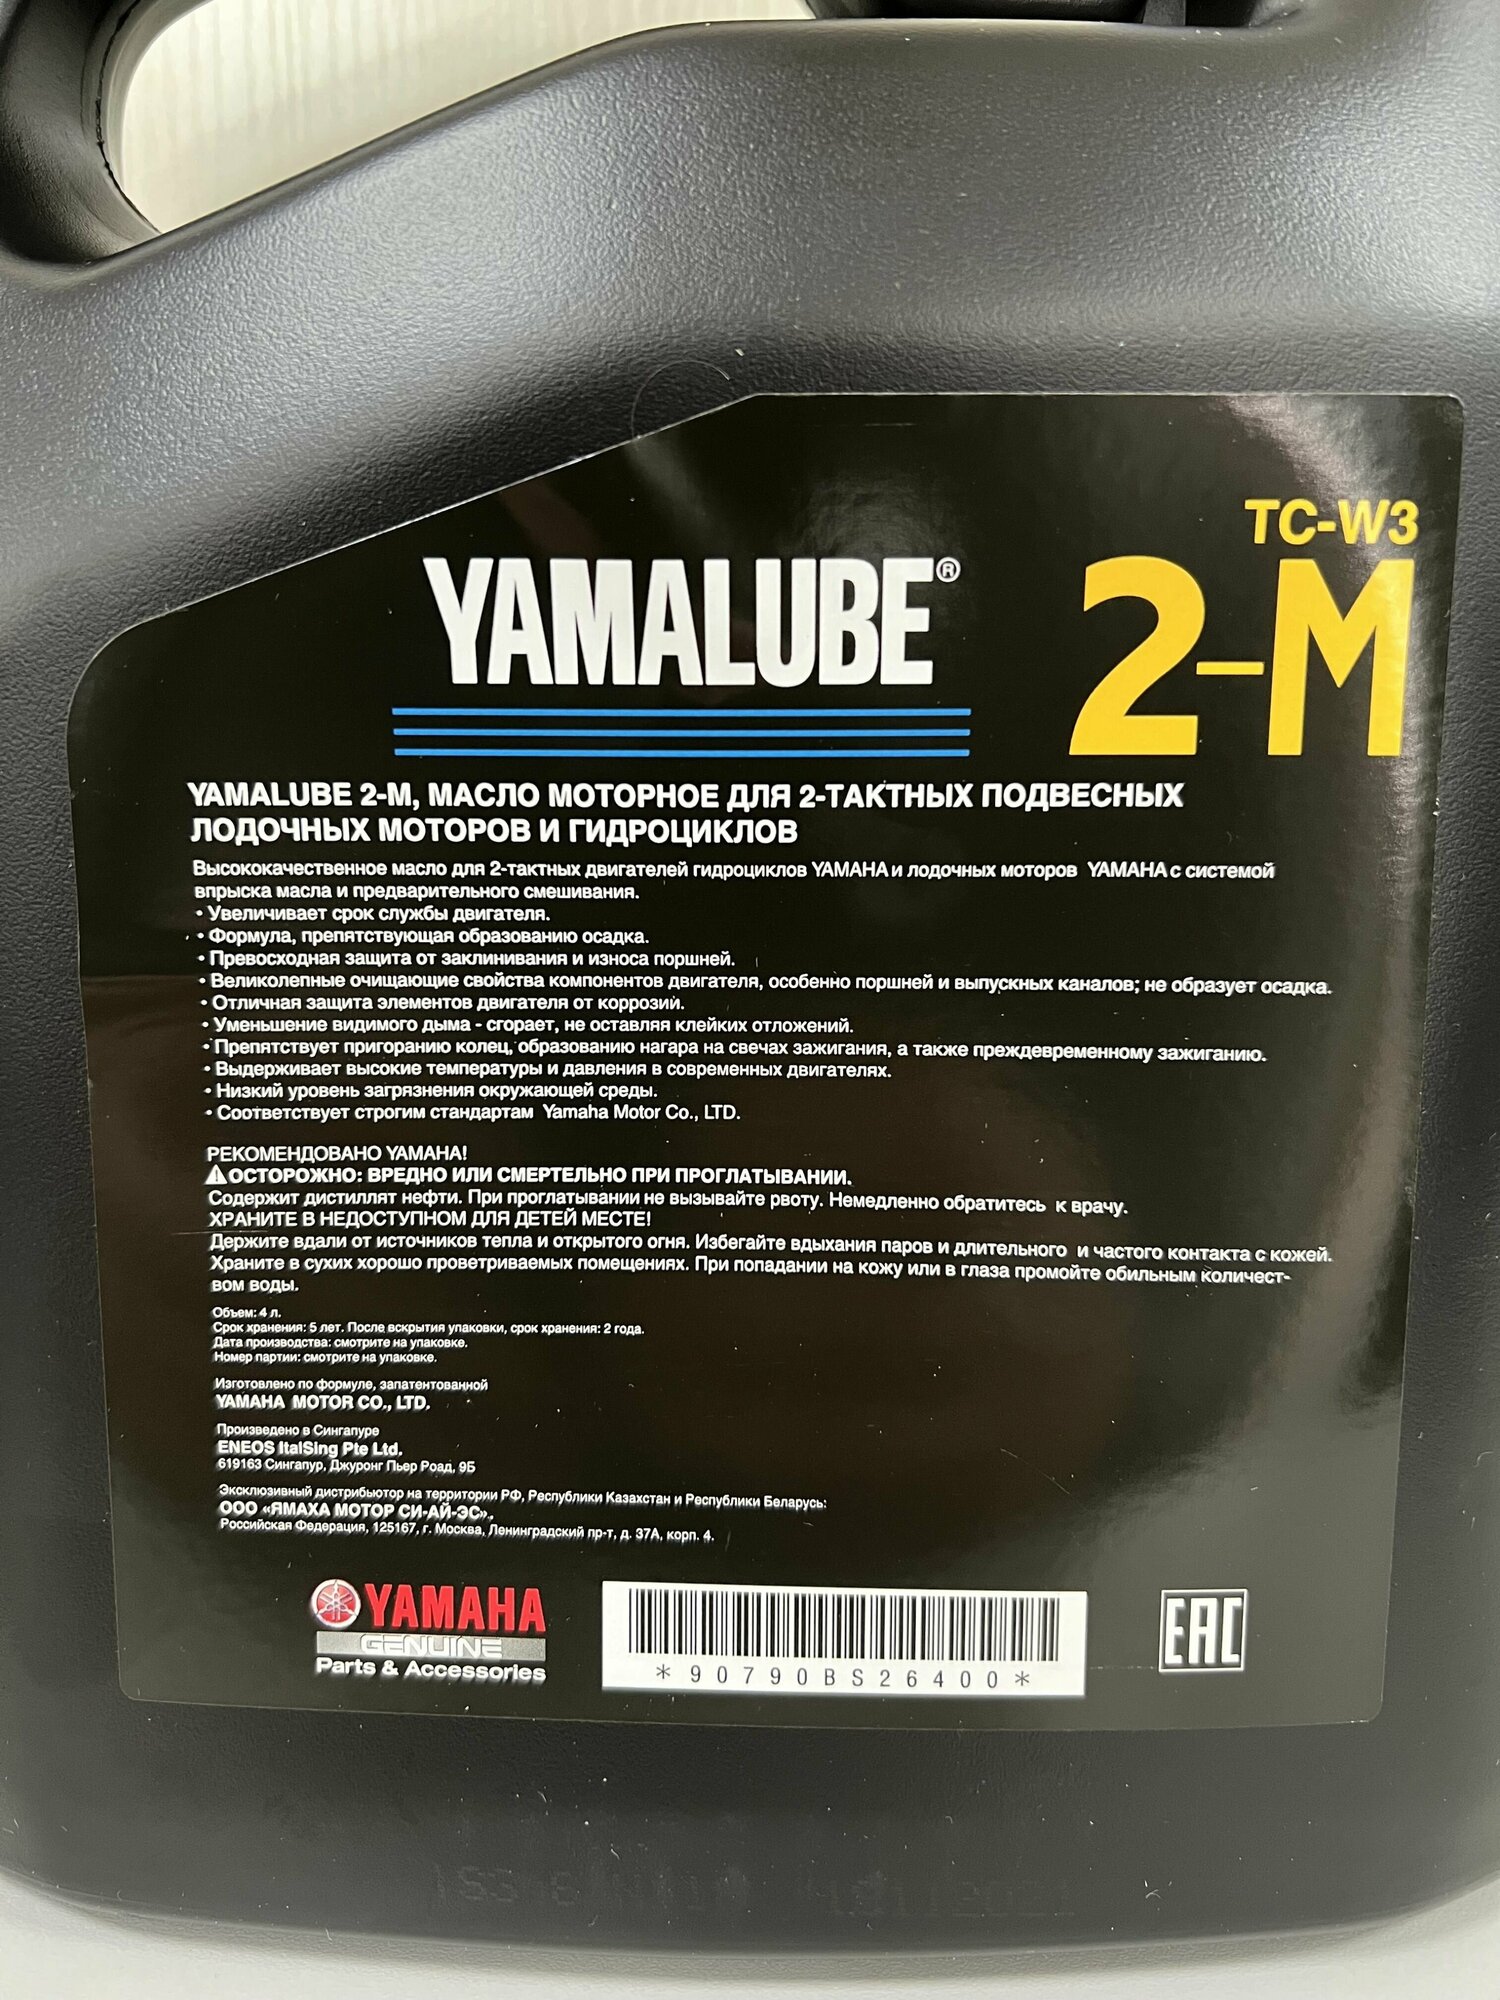 TC-W3
YAMALUBE® 2-M
YAMALUBE 2-M, МАСЛО МОТОРНОЕ ДЛЯ 2-ТАКТНЫХ ПОДВЕСНЫХ
ЛОДОЧНЫХ МОТОРОВ И ГИДРОЦИКЛОВ
Высококачественное масло для 2-тактных двигателей гидроциклов YAMAHA и лодочных моторов YAMAHA с системой
впрыска масла и предварительного смешивания.
• Увеличивает срок службы двигателя.
• Формула, препятствующая образованию осадка.
• Превосходная защита от заклинивания и износа поршней.
• Великолепные очищающие свойства компонентов двигателя, особенно поршней и выпускных каналов; не образует осадка.
• Отличная защита элементов двигателя от коррозий.
• Уменьшение видимого дыма - сгорает, не оставляя клейких отложений.
• Препятствует пригоранию колец, образованию нагара на свечах зажигания, а также преждевременному зажиганию.
• Выдерживает высокие температуры и давления в современных двигателях.
• Низкий уровень загрязнения окружающей среды.
• Соответствует строгим стандартам Yamaha Motor Co., LTD.
РЕКОМЕНДОВАНО YAMAHA!
⚠ОСТОРОЖНО: ВРЕДНО ИЛИ СМЕРТЕЛЬНО ПРИ ПРОГЛАТЫВАНИИ.
Содержит дистиллят нефти. При проглатывании не вызывайте рвоту. Немедленно обратитесь к врачу.
ХРАНИТЕ В НЕДОСТУПНОМ ДЛЯ ДЕТЕЙ МЕСТЕ!
Держите вдали от источников тепла и открытого огня. Избегайте вдыхания паров и длительного и частого контакта с кожей.
Храните в сухих хорошо проветриваемых помещениях. При попадании на кожу или в глаза промойте обильным количест-
вом воды.
Объем: 4 л.
Срок хранения: 5 лет. После вскрытия упаковки, срок хранения: 2 года.
Дата производства: смотрите на упаковке.
Номер партии: смотрите на упаковке.
Изготовлено по формуле, запатентованной
YAMAHA MOTOR CO., LTD.
Произведено в Сингапуре
ENEOS ItalSing Pte Ltd.
619163 Сингапур, Джуронг Пьер Роад, 9Б
Эксклюзивный дистрибьютор на территории РФ, Республики Казахстан и Республики Беларусь:
ООО «ЯМАХА МОТОР СИ-АЙ-ЭС».
Российская Федерация, 125167, г. Москва, Ленинградский пр-т, д. 37А, корп. 4.
YAMAHA
GENUINE
Parts & Accessories
*90790BS26400*
EAC